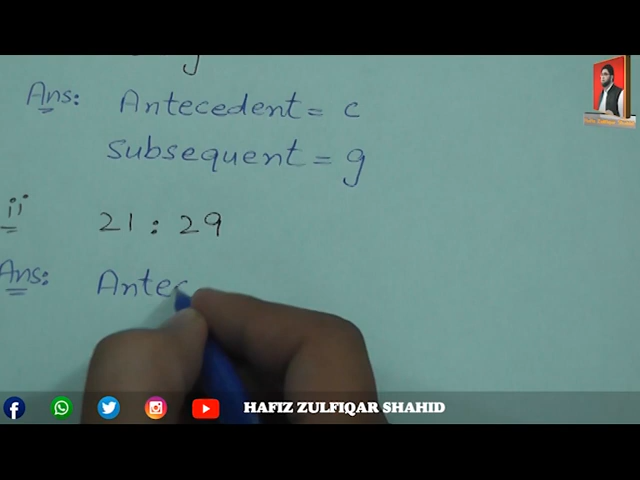 Ans: Antecedent = c
Subsequent = g
ii 21 : 29
Ans: Antec
HAFIZ ZULFIQAR SHAHID